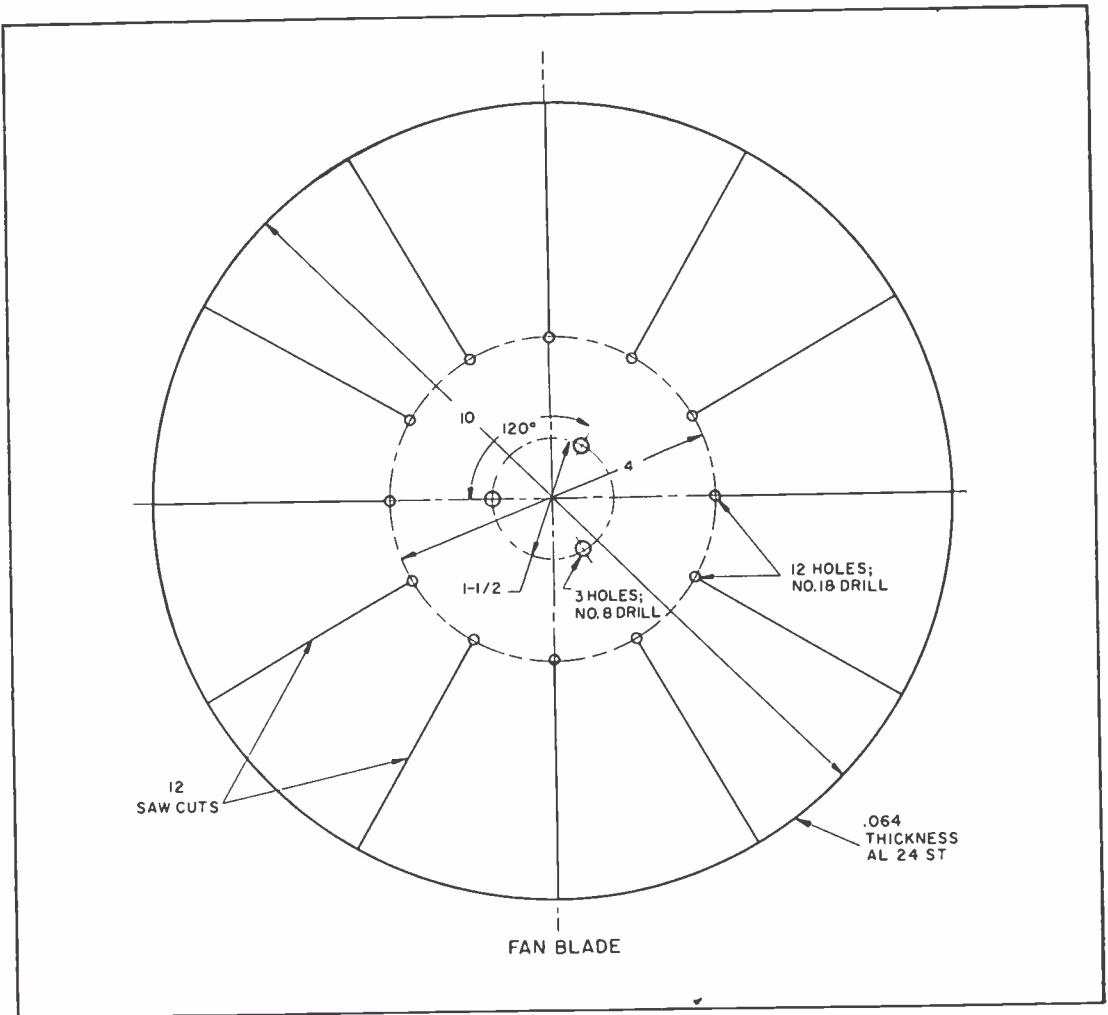 10
120°
4
1-1/2
3 HOLES;
NO. 8 DRILL
12 HOLES;
NO. 18 DRILL
12
SAW CUTS
.064
THICKNESS
AL 24 ST
FAN BLADE